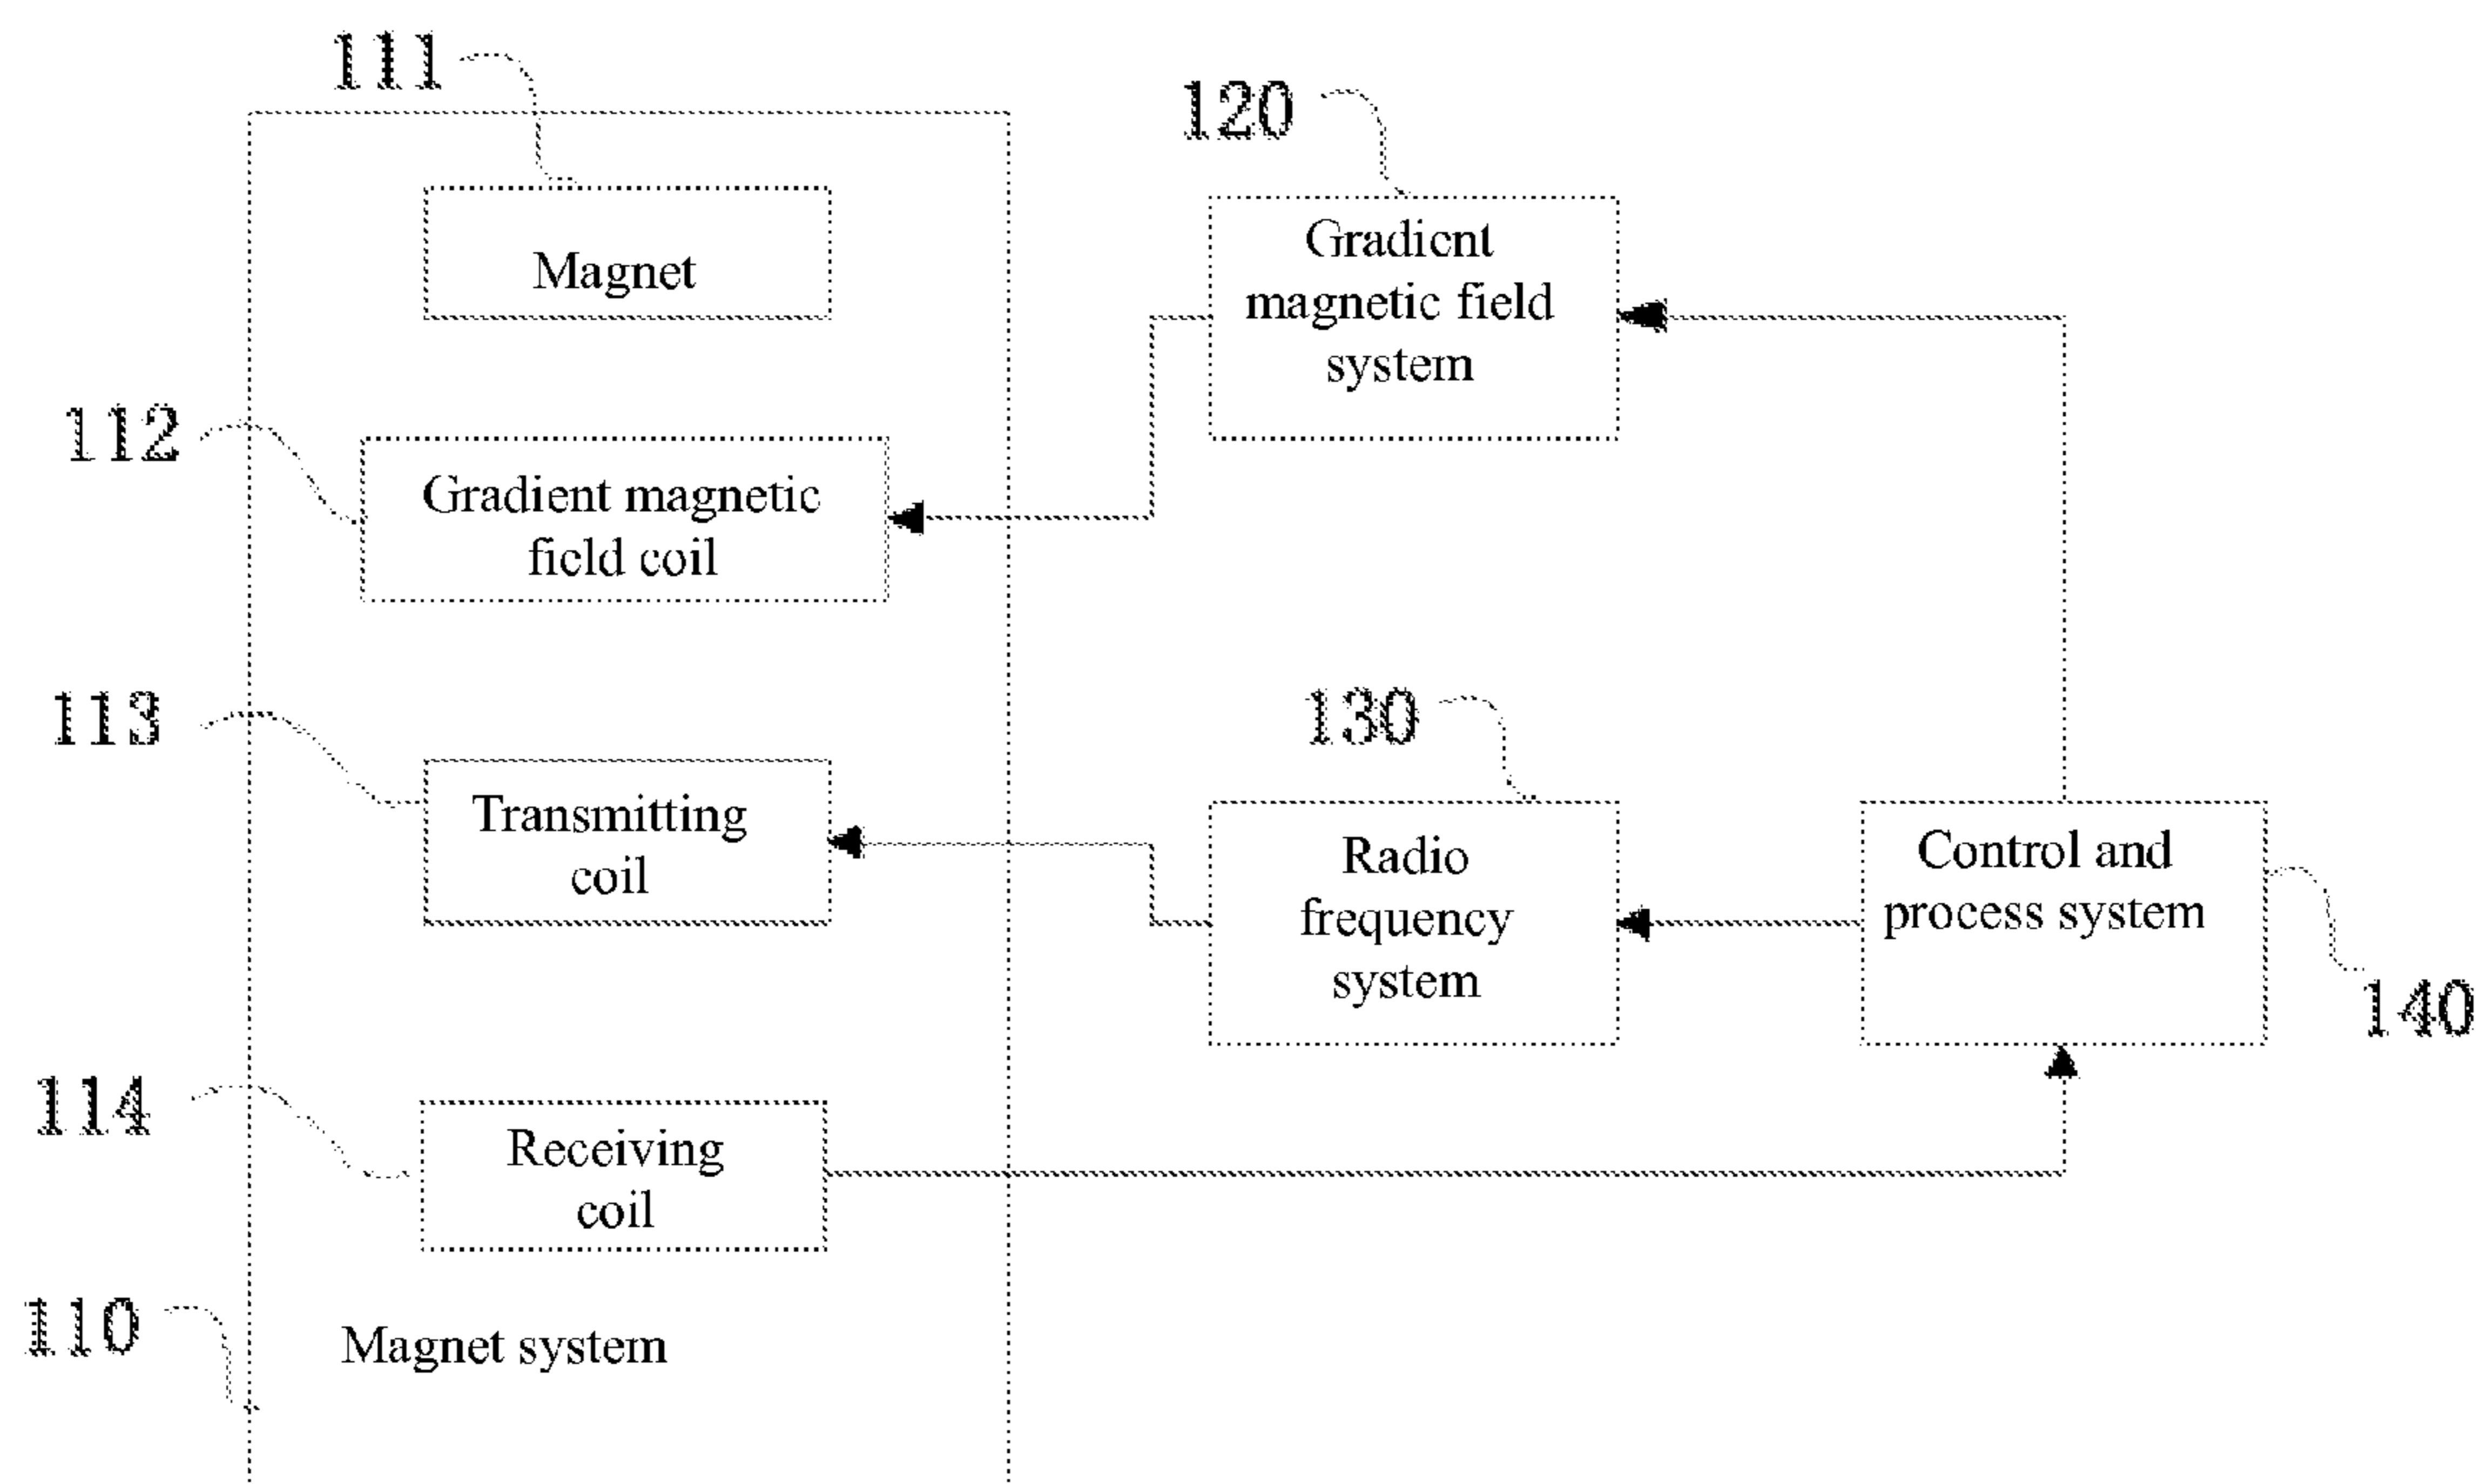 111
120
Magnet
Gradient
magnetic field
system
112
Gradient magnetic
field coil
113
130
Transmitting
coil
Radio
frequency
system
Control and
process system
140
114
Receiving
coil
110
Magnet system